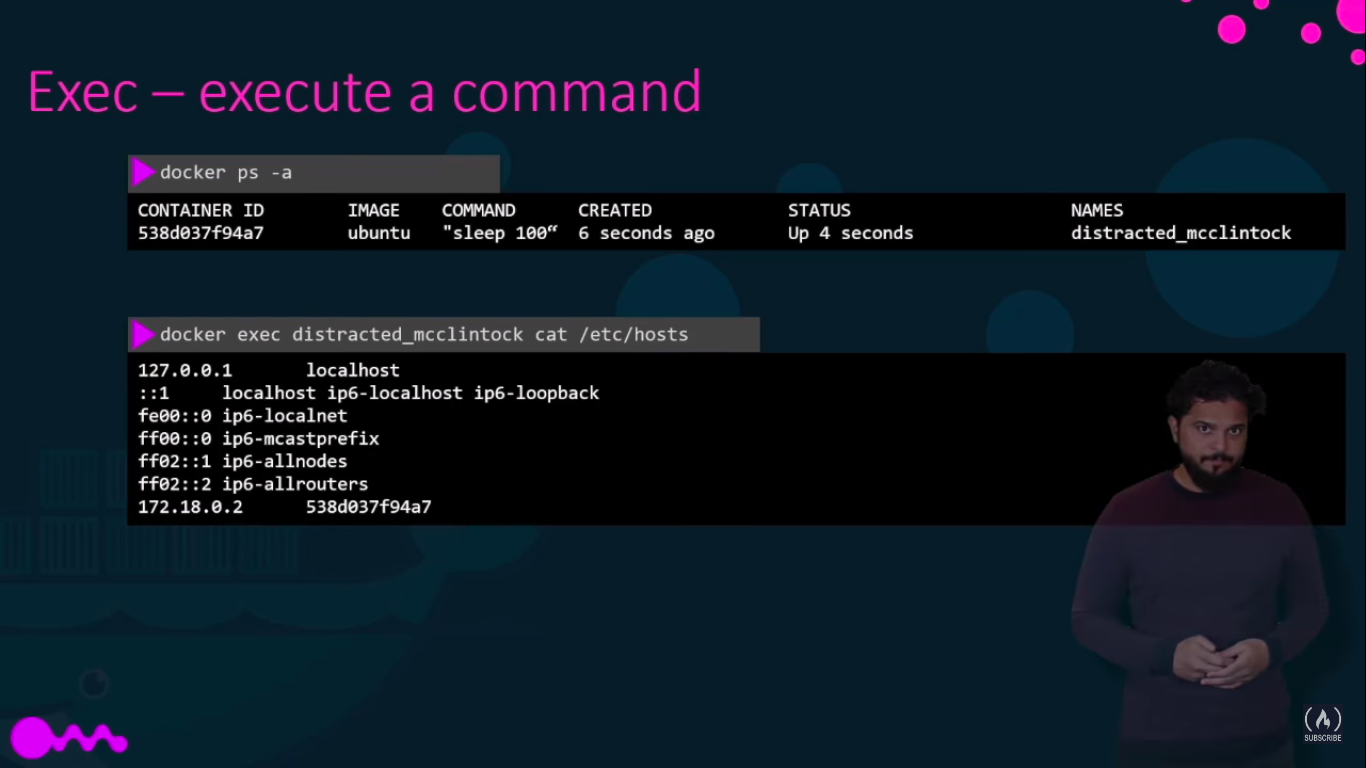 Exec – execute a command
docker ps -a
CONTAINER ID IMAGE COMMAND CREATED STATUS NAMES
538d037f94a7 ubuntu "sleep 100“ 6 seconds ago Up 4 seconds distracted_mcclintock
docker exec distracted_mcclintock cat /etc/hosts
127.0.0.1 localhost
::1 localhost ip6-localhost ip6-loopback
fe00::0 ip6-localnet
ff00::0 ip6-mcastprefix
ff02::1 ip6-allnodes
ff02::2 ip6-allrouters
172.18.0.2 538d037f94a7
SUBSCRIBE